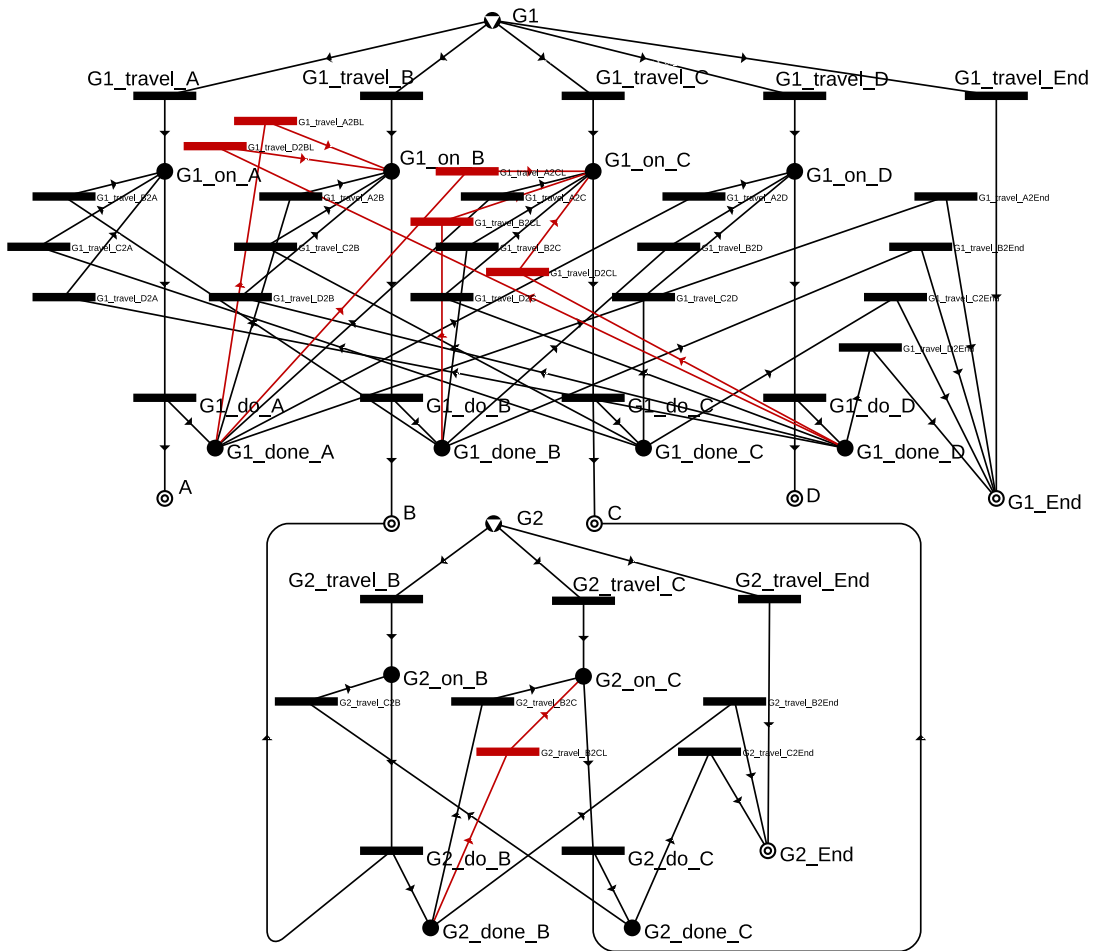 G1
G1_travel_A
G1_travel_B
G1_travel_C
G1_travel_D
G1_travel_End
G1_travel_A2BL
G1_travel_D2BL
G1_on_A
G1_on_B
G1_travel_A2CL
G1_on_C
G1_on_D
G1_travel_B2A
G1_travel_A2B
G1_travel_A2C
G1_travel_A2D
G1_travel_A2End
G1_travel_B2CL
G1_travel_C2A
G1_travel_C2B
G1_travel_B2C
G1_travel_B2D
G1_travel_B2End
G1_travel_D2CL
G1_travel_D2A
G1_travel_D2B
G1_travel_D2C
G1_travel_C2D
G1_travel_C2End
G1_travel_D2End
G1_do_A
G1_do_B
G1_do_C
G1_do_D
G1_done_A
G1_done_B
G1_done_C
G1_done_D
A
B
C
D
G1_End
G2
G2_travel_B
G2_travel_C
G2_travel_End
G2_on_B
G2_on_C
G2_travel_C2B
G2_travel_B2C
G2_travel_B2End
G2_travel_B2CL
G2_travel_C2End
G2_do_B
G2_do_C
G2_End
G2_done_B
G2_done_C